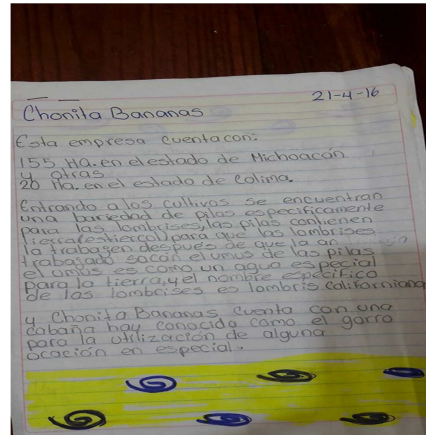 21-4-16
Chonita Bananas
Esta empresa cuenta con:
155 Ha. en el estado de Michoacán
y otras
20 Ha. en el estado de Colima.
Entrando a los cultivos se encuentran
una bariedad de pilas especificamente
para las lombrises, las pilas contienen
tierra (estiercol) para que las lombrises
la trabajen después de que la an
trabajado sacan el umus de las pilas
el umus es como un agua especial
para la tierra, y el nombre especifico
de las lombrises es lombris Californiana
y Chonita Bananas cuenta con una
cabaña hay conocida como el garro
para la utilización de alguna
ocación en especial.